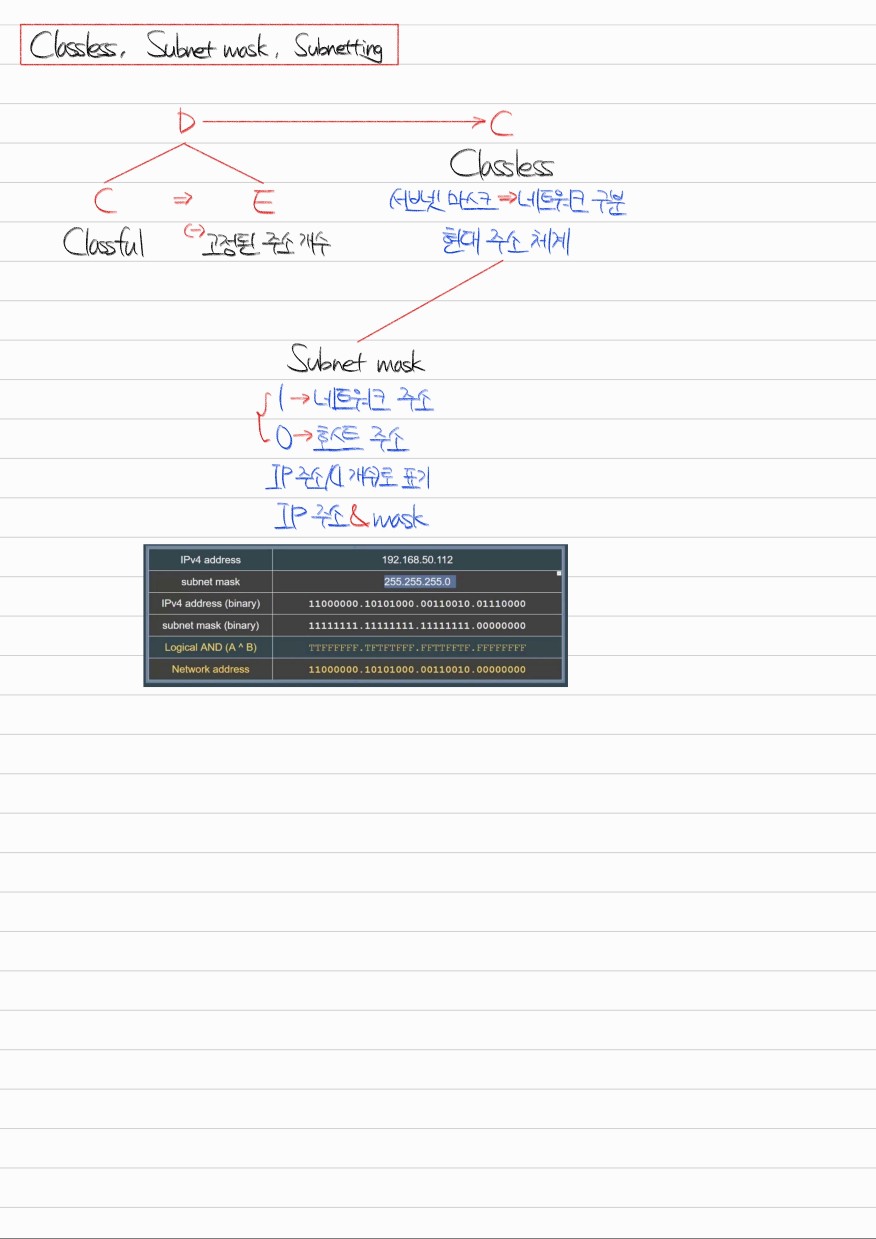 Classless, Subnet mask, Subnetting
D → C
Classless
C ⇒ E
서브넷 마스크 ⇒ 네트워크 구분
Classful (-) 고정된 주소 개수
현대 주소 체계
Subnet mask
1 → 네트워크 주소
0 → 호스트 주소
IP 주소/(1 개수)로 표기
IP 주소 & mask
IPv4 address 192.168.50.112
subnet mask 255.255.255.0
IPv4 address (binary) 11000000.10101000.00110010.01110000
subnet mask (binary) 11111111.11111111.11111111.00000000
Logical AND (A ^ B) TTFFFFFF.TFTFTFFF.FFTTFFTF.FFFFFFFF
Network address 11000000.10101000.00110010.00000000